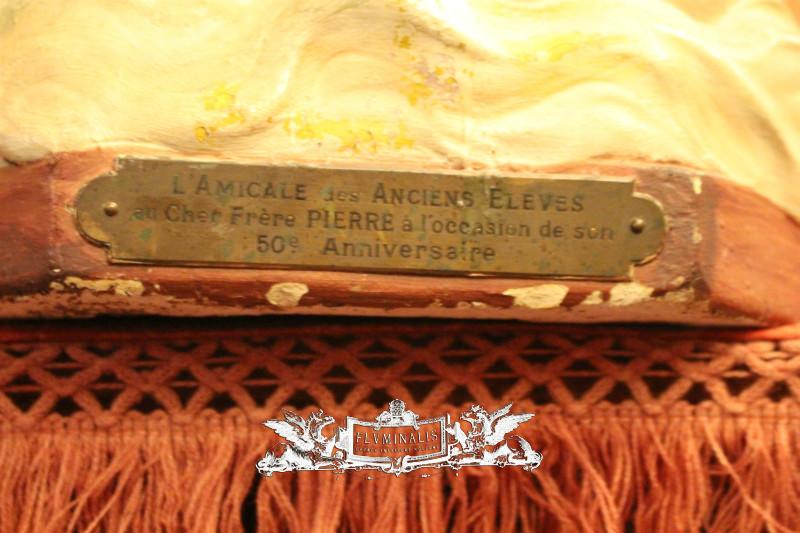 L'AMICALE des ANCIENS ELEVES
au Cher Frère PIERRE à l'occasion de son
50e Anniversaire
FLVMINALIS